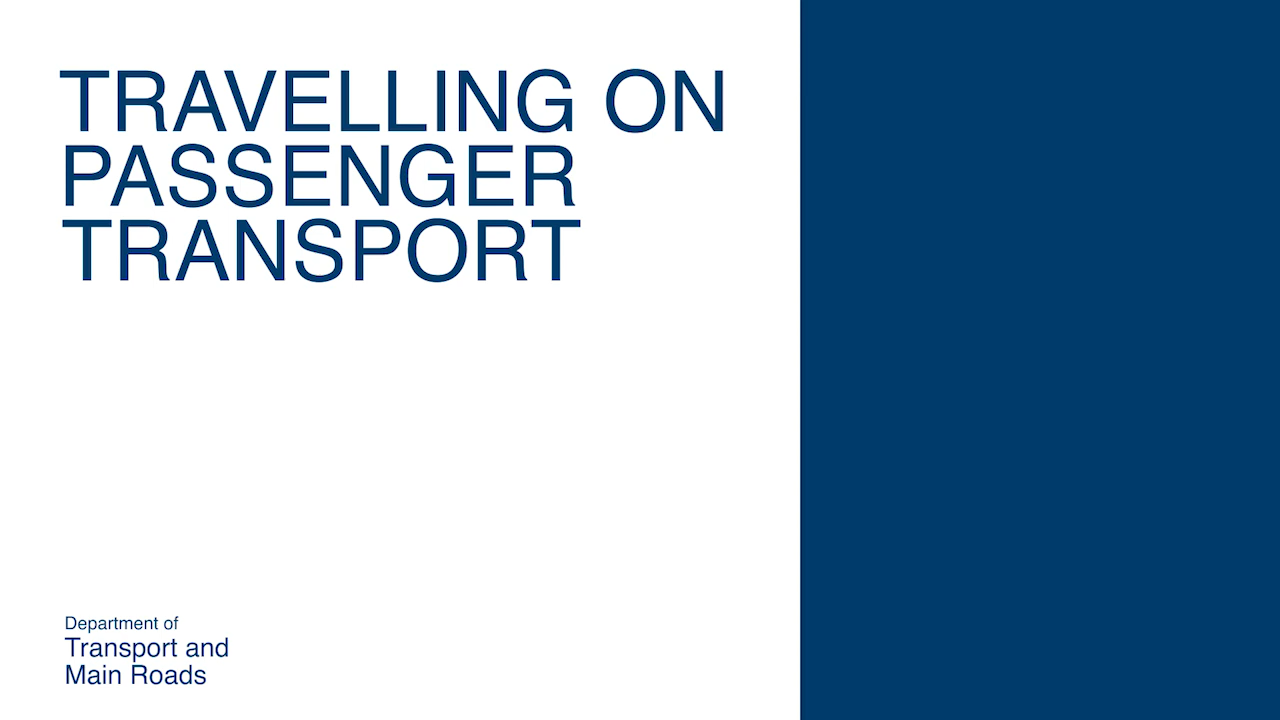 TRAVELLING ON
PASSENGER
TRANSPORT
Department of
Transport and
Main Roads